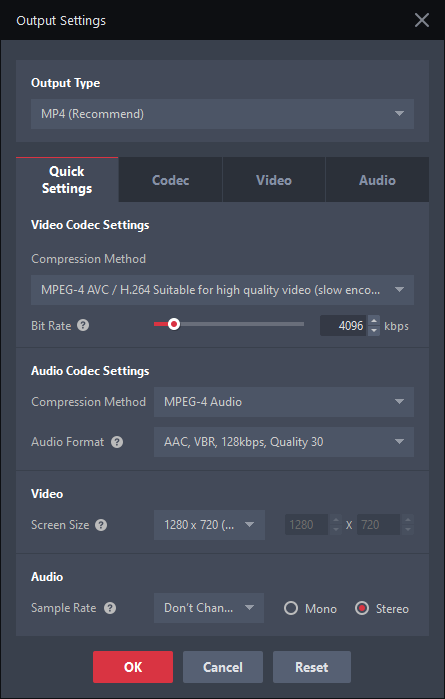 Output Settings
Output Type
MP4 (Recommend)
Quick Settings
Codec
Video
Audio
Video Codec Settings
Compression Method
MPEG-4 AVC / H.264 Suitable for high quality video (slow enco...
Bit Rate ? 4096 kbps
Audio Codec Settings
Compression Method MPEG-4 Audio
Audio Format ? AAC, VBR, 128kbps, Quality 30
Video
Screen Size ? 1280 x 720 (... 1280 X 720
Audio
Sample Rate ? Don't Chan... Mono Stereo
OK Cancel Reset